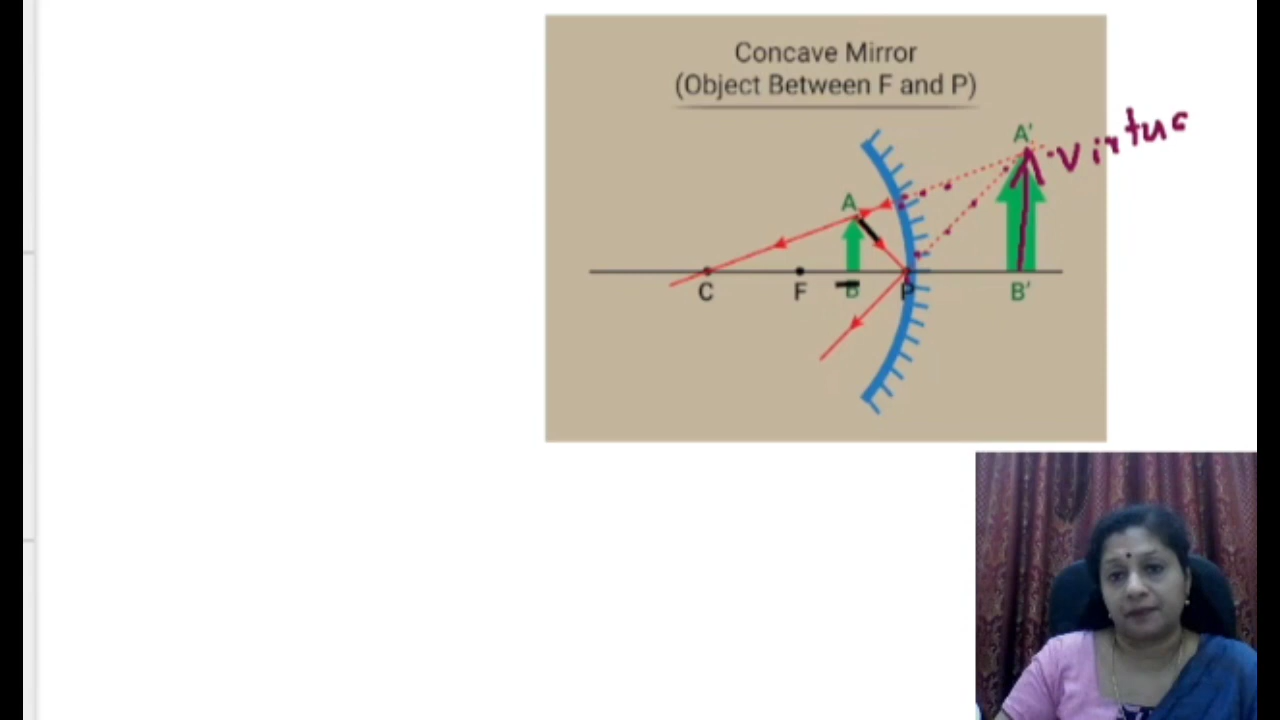 Concave Mirror
(Object Between F and P)
A'
virtua
A
C
F
B
P
B'